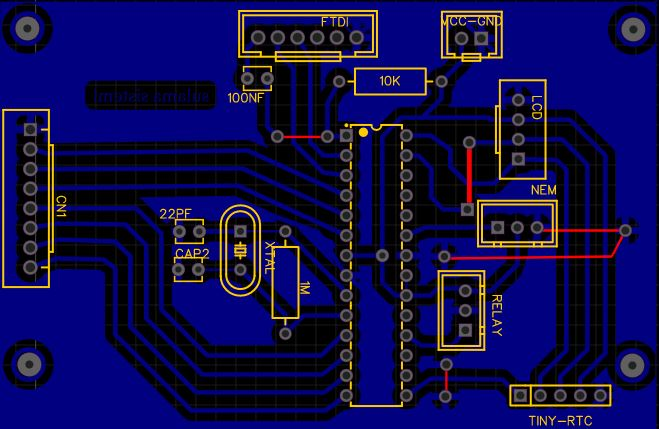 FTDI
VCC-GND
100NF
10K
LCD
CN1
22PF
CAP2
XTAL
1M
NEM
RELAY
TINY-RTC